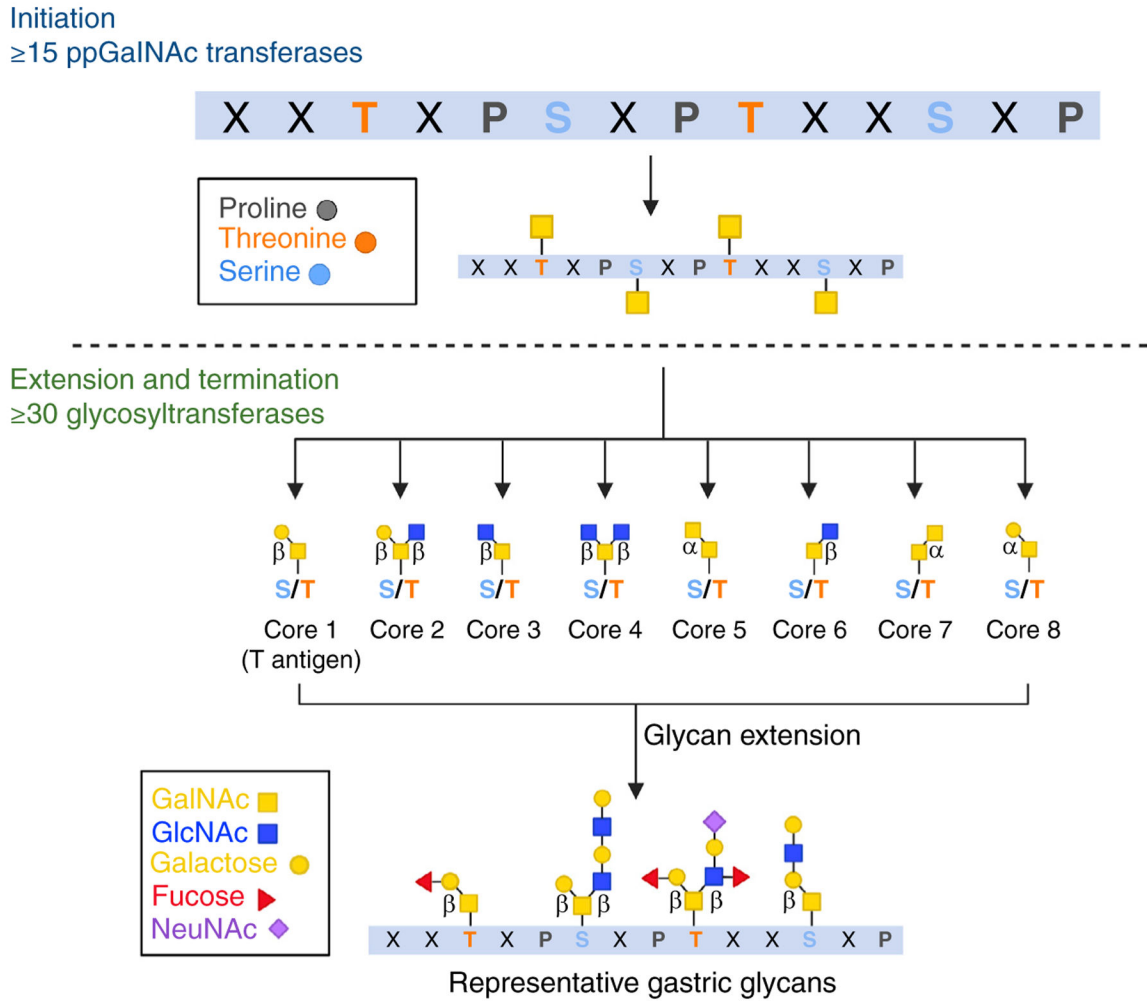 Initiation
≥15 ppGalNAc transferases
X X T X P S X P T X X S X P
Proline
Threonine
Serine
X X T X P S X P T X X S X P
Extension and termination
≥30 glycosyltransferases
β β β β β β α β α α
S/T S/T S/T S/T S/T S/T S/T S/T
Core 1 Core 2 Core 3 Core 4 Core 5 Core 6 Core 7 Core 8
(T antigen)
Glycan extension
GalNAc
GlcNAc
Galactose
Fucose
NeuNAc
β β β β β β
X X T X P S X P T X X S X P
Representative gastric glycans